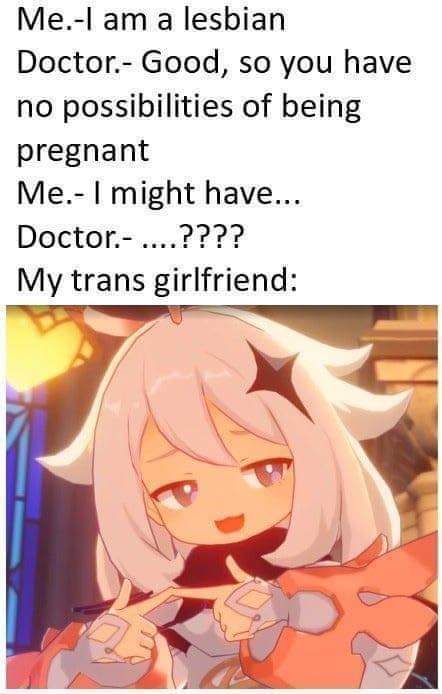 Me.-I am a lesbian
Doctor.- Good, so you have
no possibilities of being
pregnant
Me.- I might have...
Doctor.- ....????
My trans girlfriend: